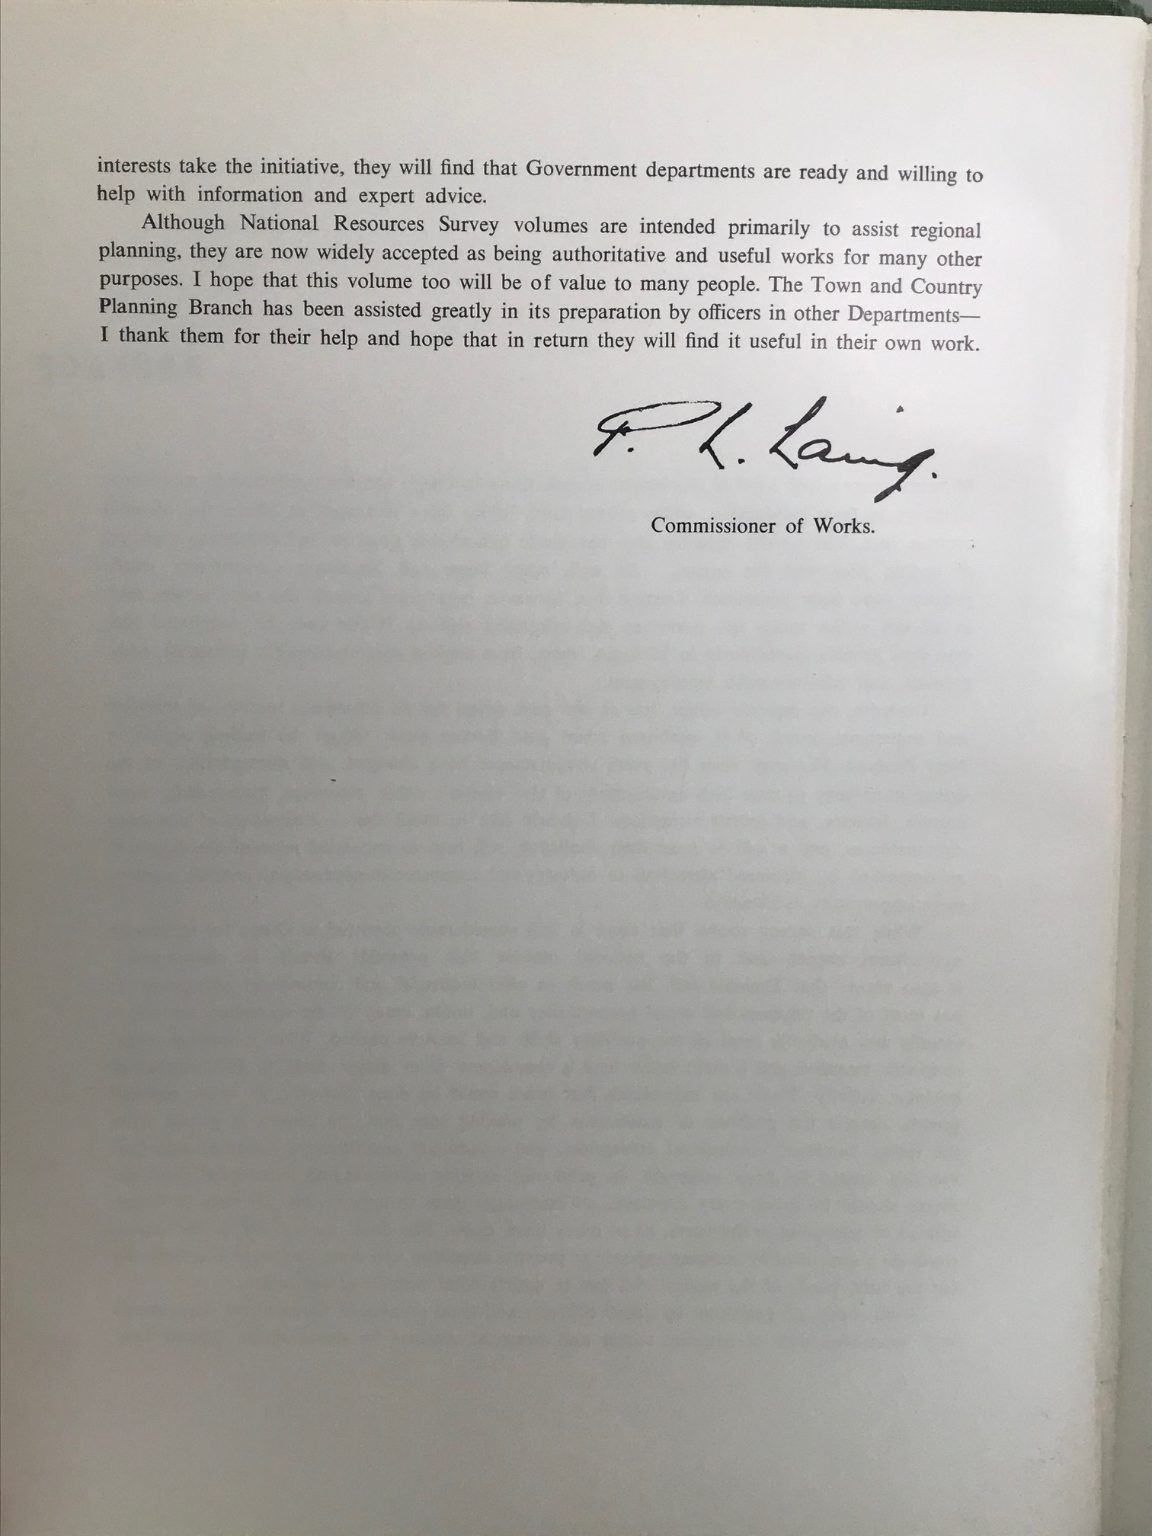 interests take the initiative, they will find that Government departments are ready and willing to
help with information and expert advice.
Although National Resources Survey volumes are intended primarily to assist regional
planning, they are now widely accepted as being authoritative and useful works for many other
purposes. I hope that this volume too will be of value to many people. The Town and Country
Planning Branch has been assisted greatly in its preparation by officers in other Departments—
I thank them for their help and hope that in return they will find it useful in their own work.
P. L. Laing.
Commissioner of Works.